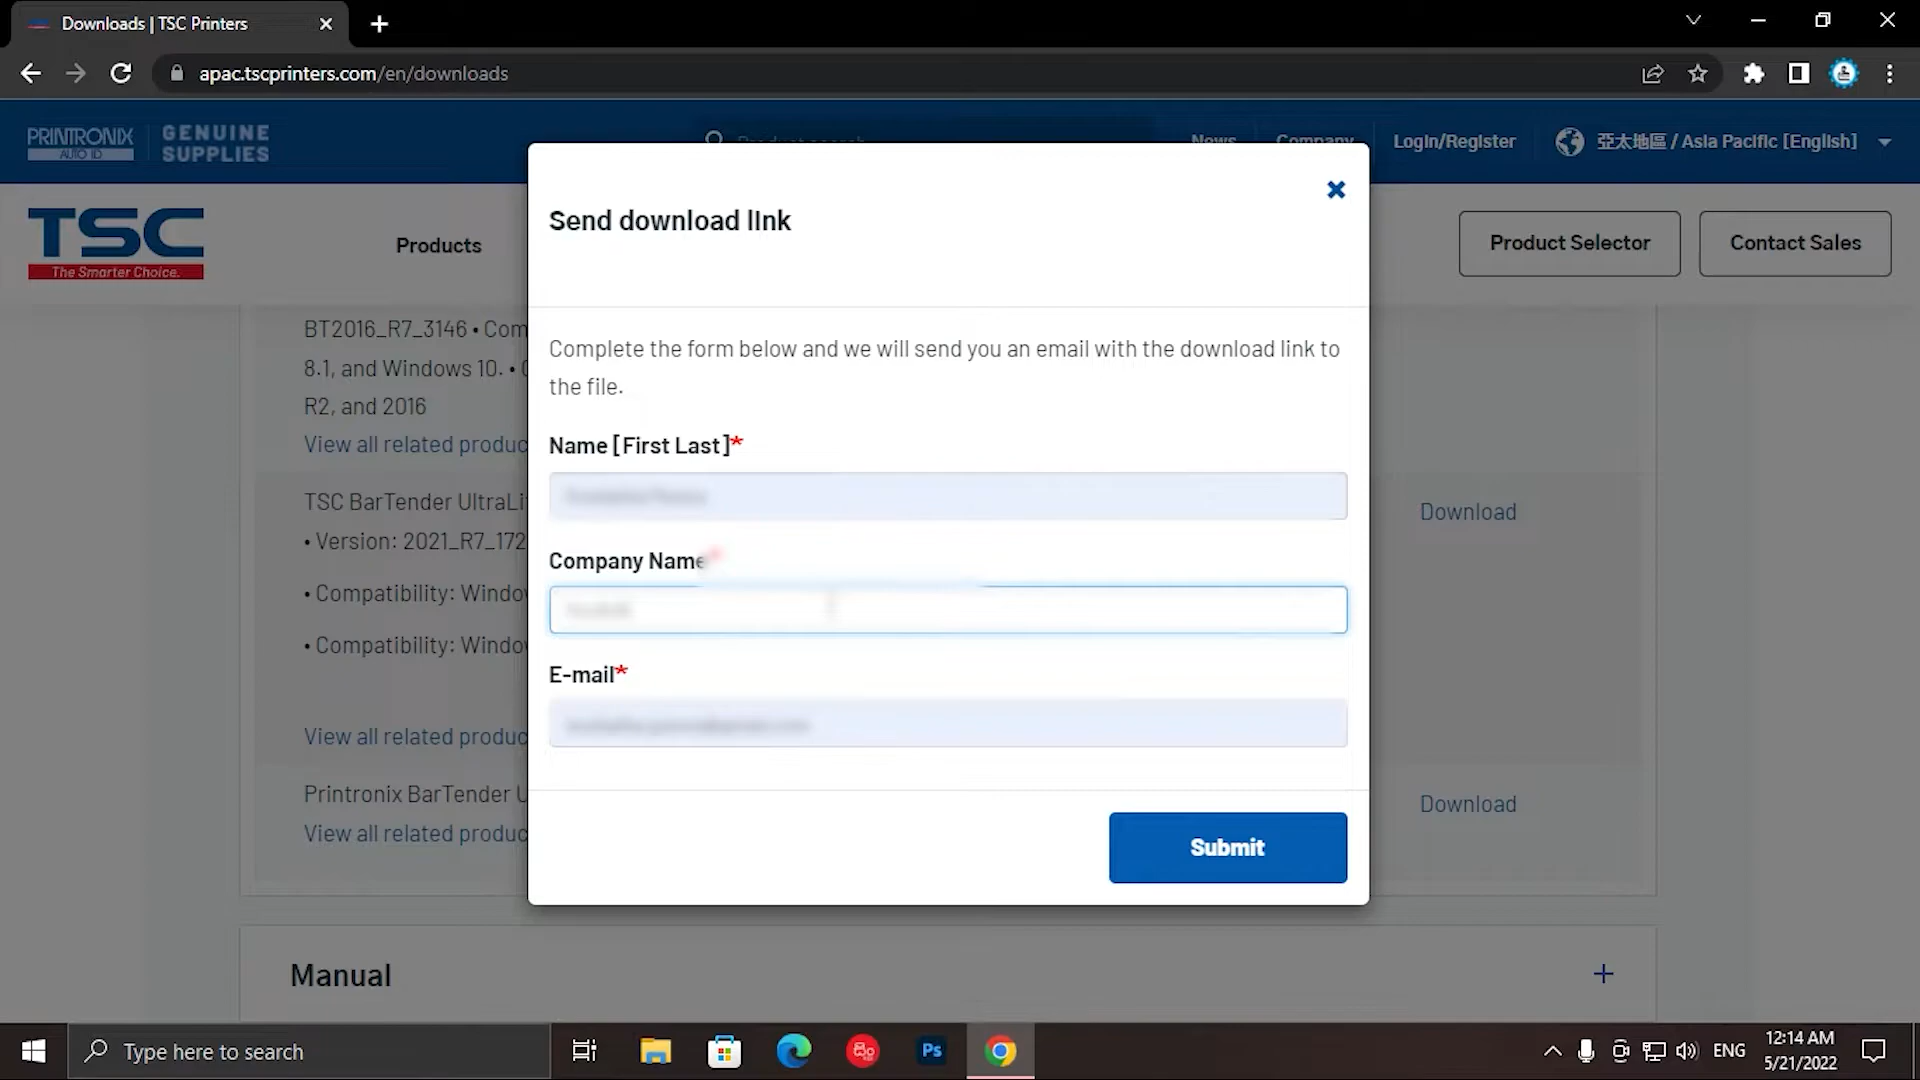 Downloads | TSC Printers
apac.tscprinters.com/en/downloads
PRINTRONIX
AUTO ID
GENUINE
SUPPLIES
Product search
News
Company
Login/Register
亞太地區 / Asia Pacific [English]
TSC
The Smarter Choice.
Products
Product Selector
Contact Sales
Send download link
Complete the form below and we will send you an email with the download link to
the file.
Name [First Last]*
Company Name*
E-mail*
Submit
BT2016_R7_3146 • Com
8.1, and Windows 10. •
R2, and 2016
View all related produc
TSC BarTender UltraLi
• Version: 2021_R7_172
• Compatibility: Windo
• Compatibility: Windo
View all related produc
Download
Printronix BarTender U
View all related produc
Download
Manual
Type here to search
Ps
ENG
12:14 AM
5/21/2022